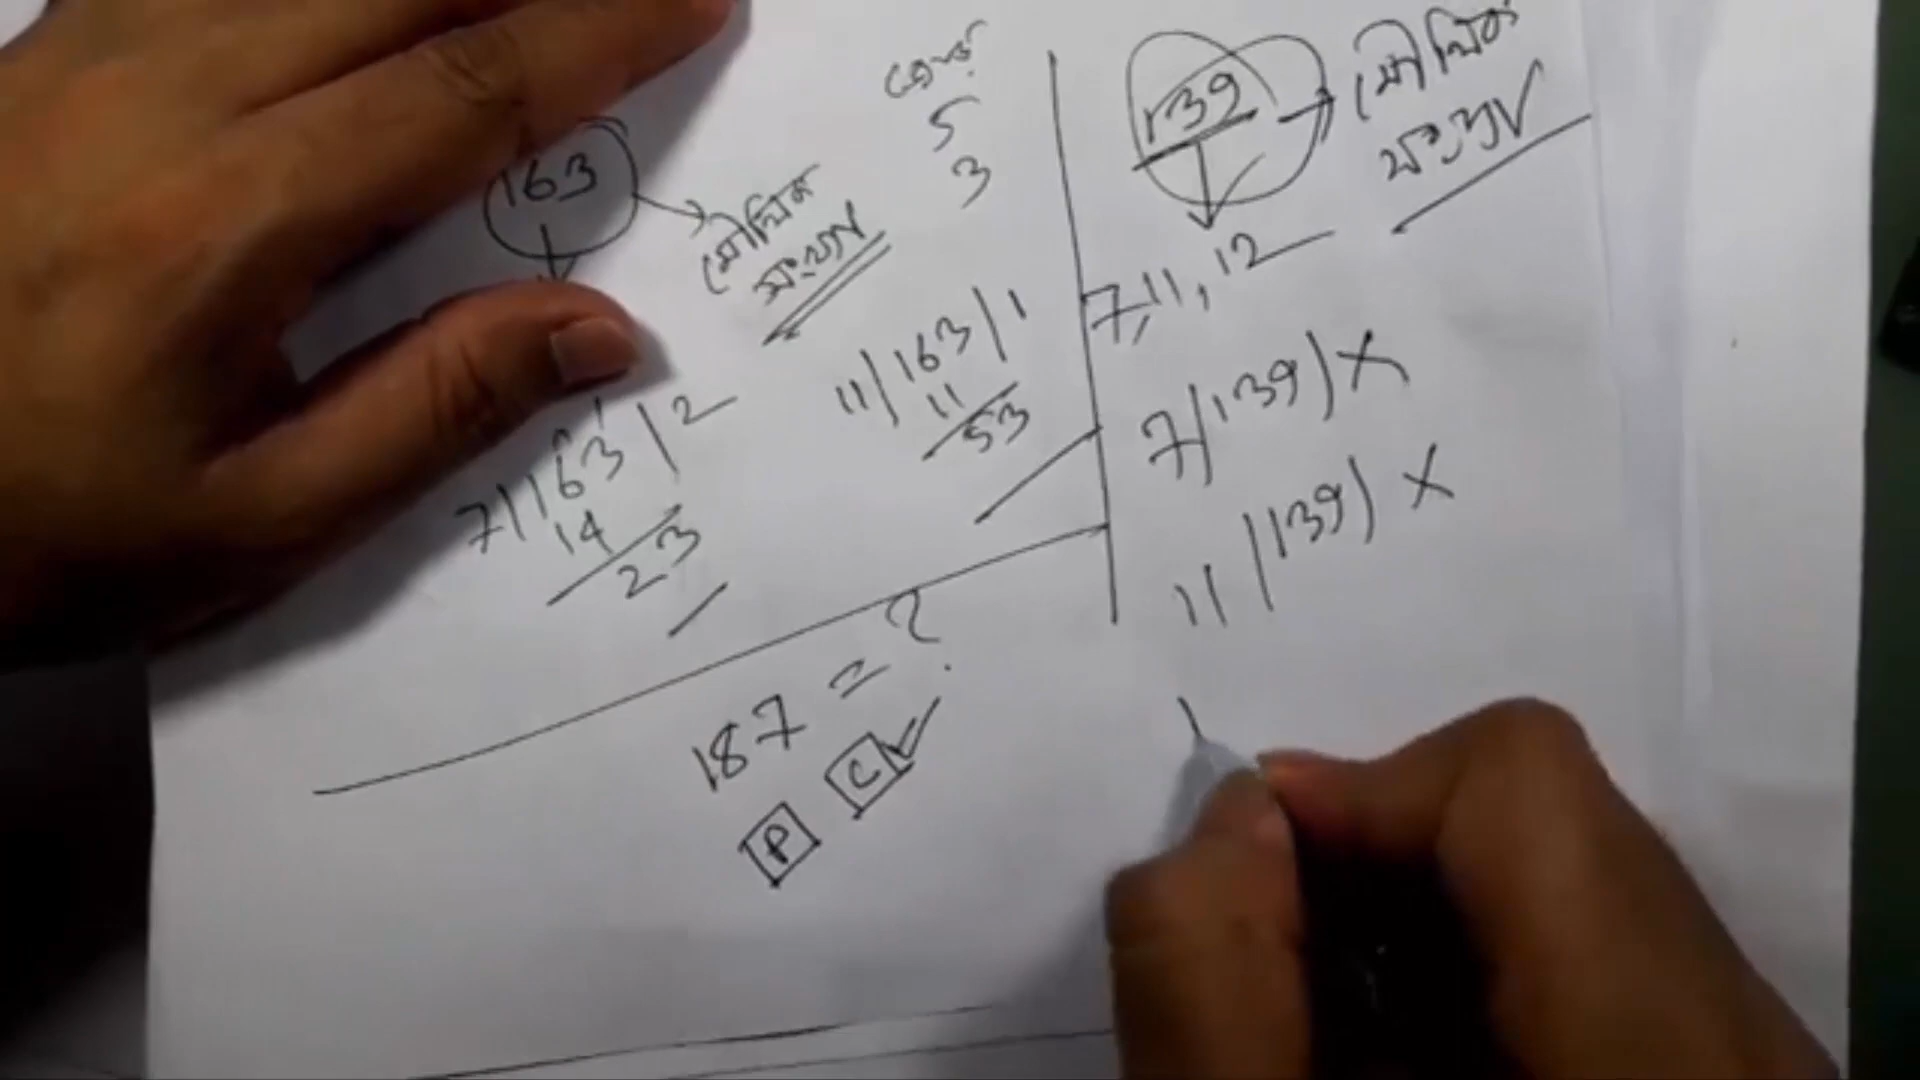 163
মৌলিক
সংখ্যা
জোড়
5
3
139
মৌলিক
সংখ্যা
7, 11, 12
7 | 163 | 2
14
23
11 | 163 | 1
11
53
7 | 139 ) X
11 | 139 ) X
187 = ?
P C ✓